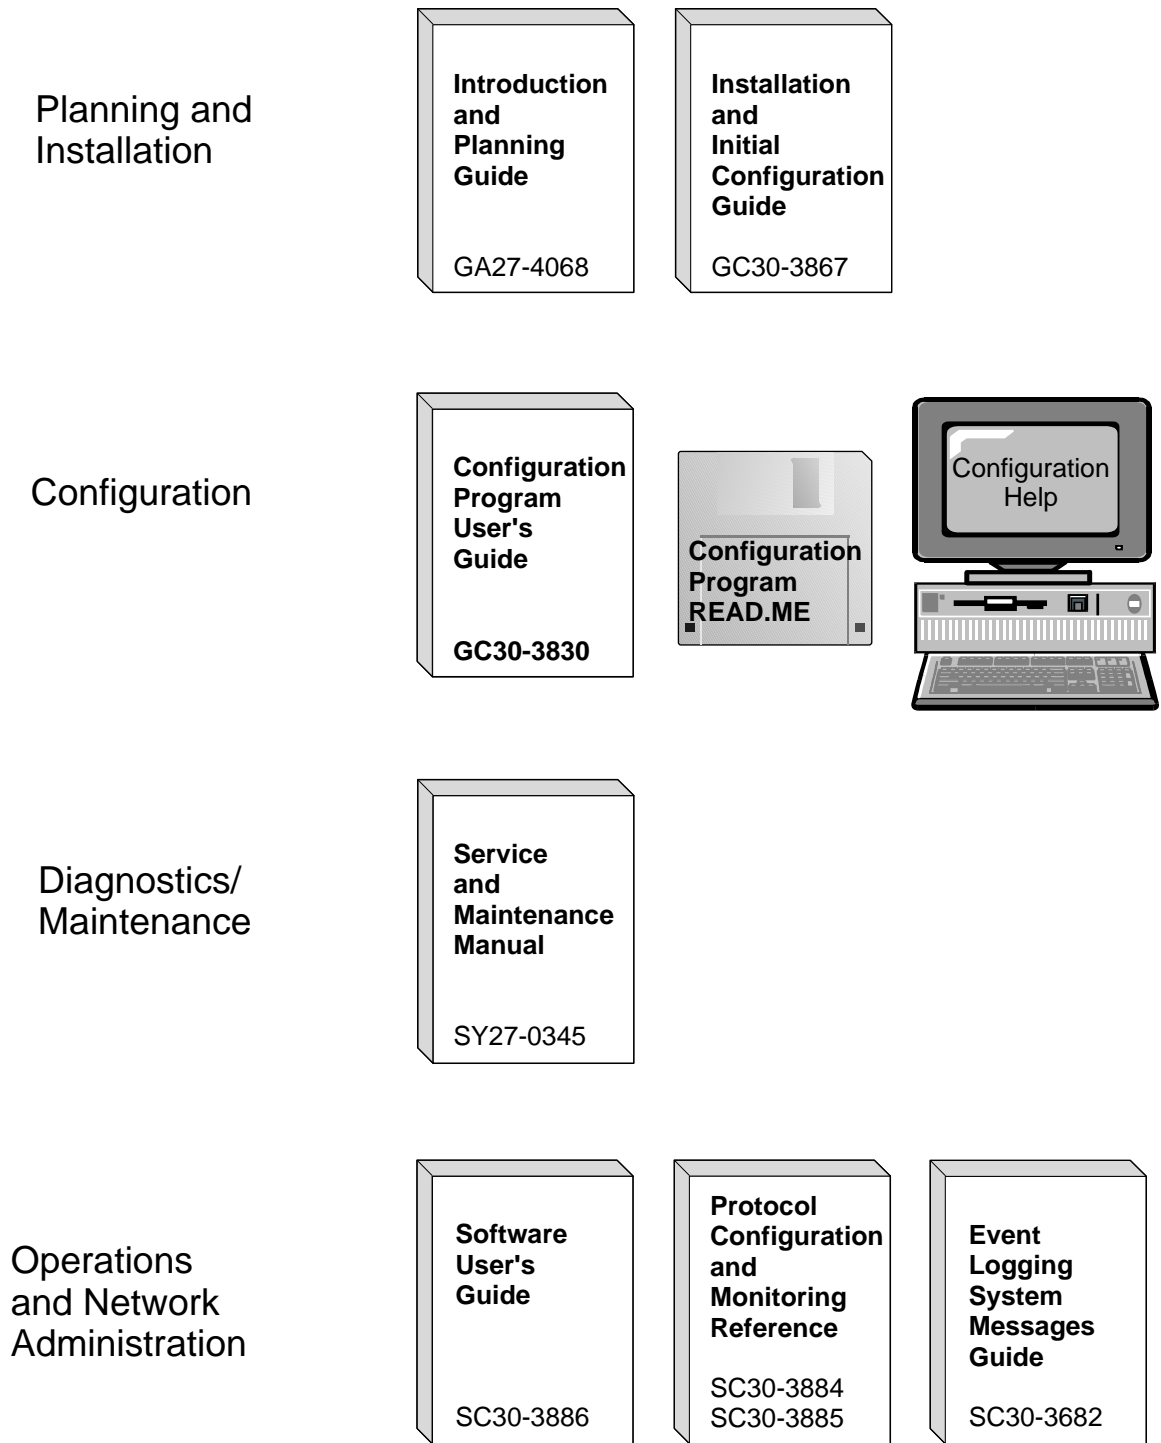 Planning and
Installation
Introduction
and
Planning
Guide
GA27-4068
Installation
and
Initial
Configuration
Guide
GC30-3867
Configuration
Configuration
Program
User's
Guide
GC30-3830
Configuration
Program
READ.ME
Configuration
Help
Diagnostics/
Maintenance
Service
and
Maintenance
Manual
SY27-0345
Operations
and Network
Administration
Software
User's
Guide
SC30-3886
Protocol
Configuration
and
Monitoring
Reference
SC30-3884
SC30-3885
Event
Logging
System
Messages
Guide
SC30-3682